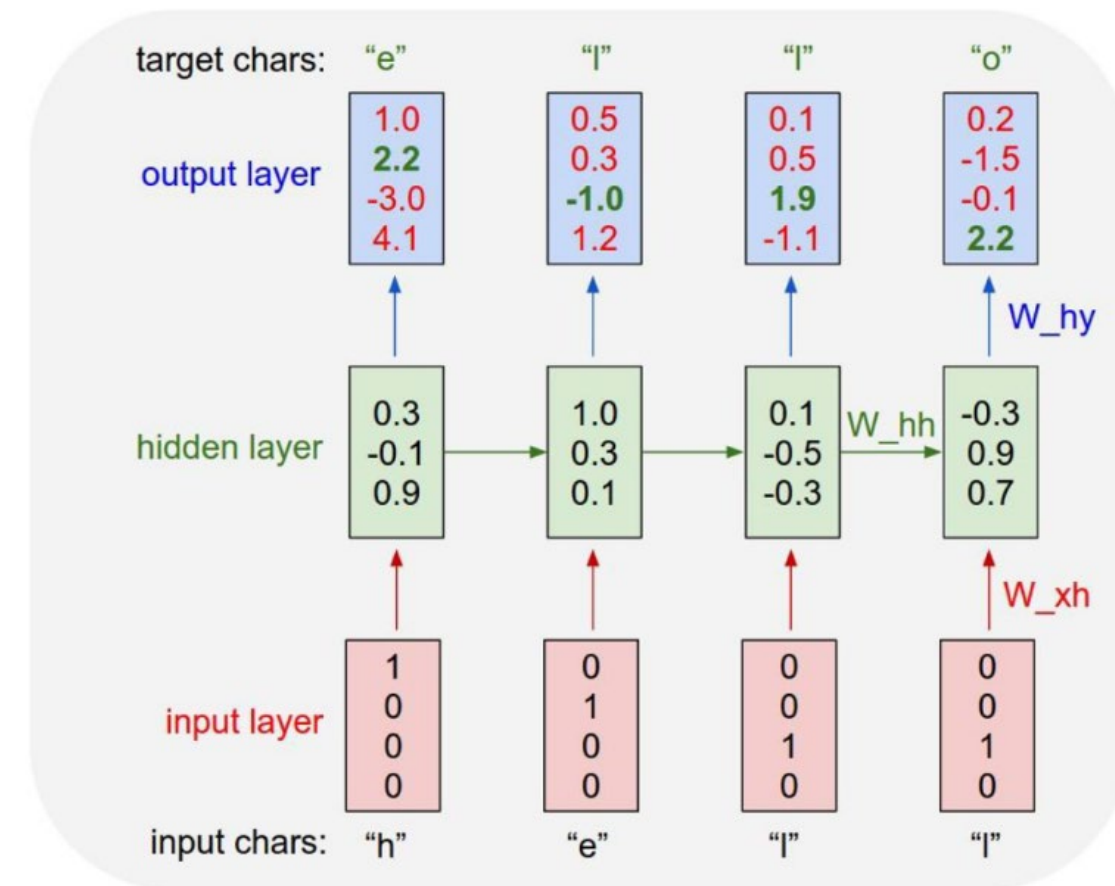 target chars: “e” “l” “l” “o”
1.0 0.5 0.1 0.2
2.2 0.3 0.5 -1.5
output layer
-3.0 -1.0 1.9 -0.1
4.1 1.2 -1.1 2.2
W_hy
0.3 1.0 0.1 -0.3
W_hh
hidden layer -0.1 0.3 -0.5 0.9
0.9 0.1 -0.3 0.7
W_xh
1 0 0 0
0 1 0 0
input layer
0 0 1 1
0 0 0 0
input chars: “h” “e” “l” “l”